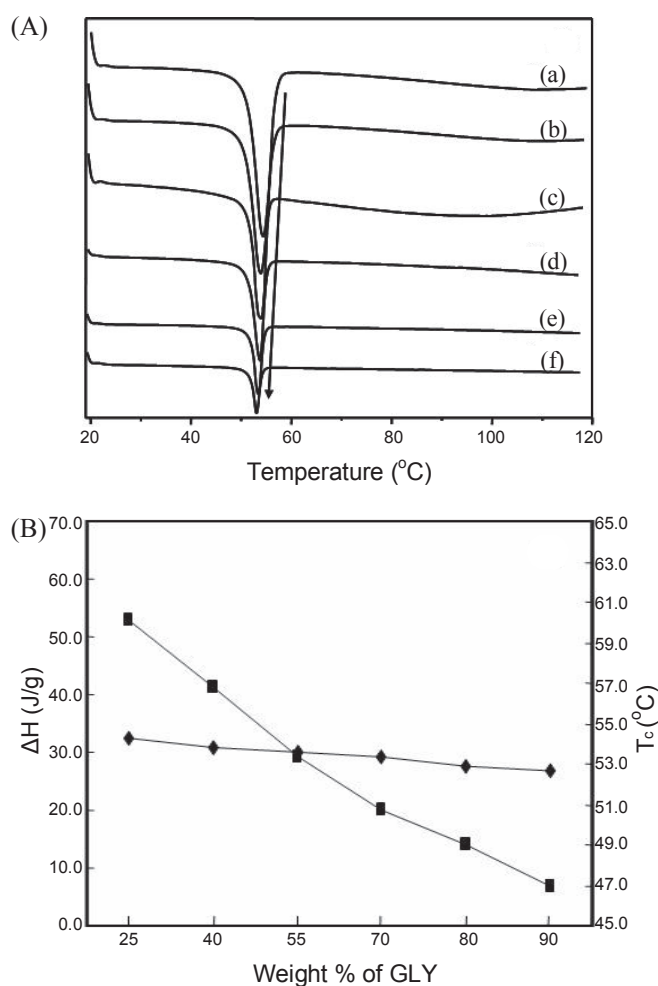 (A)
(a)
(b)
(c)
(d)
(e)
(f)
20 40 60 80 100 120
Temperature (°C)
(B)
70.0 65.0
60.0 63.0
50.0 61.0
40.0 59.0
30.0 57.0
20.0 55.0
10.0 53.0
0.0 51.0
49.0
47.0
45.0
ΔH (J/g)
Tc (°C)
25 40 55 70 80 90
Weight % of GLY